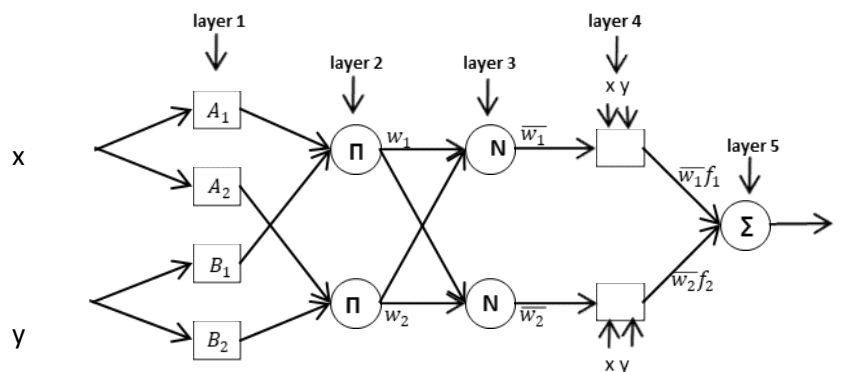 layer 1
layer 4
layer 2
layer 3
x y
A₁
w₁
w̅₁
x
Π
N
layer 5
A₂
w̅₁f₁
Σ
B₁
w̅₂f₂
Π
N
y
B₂
w₂
w̅₂
x y